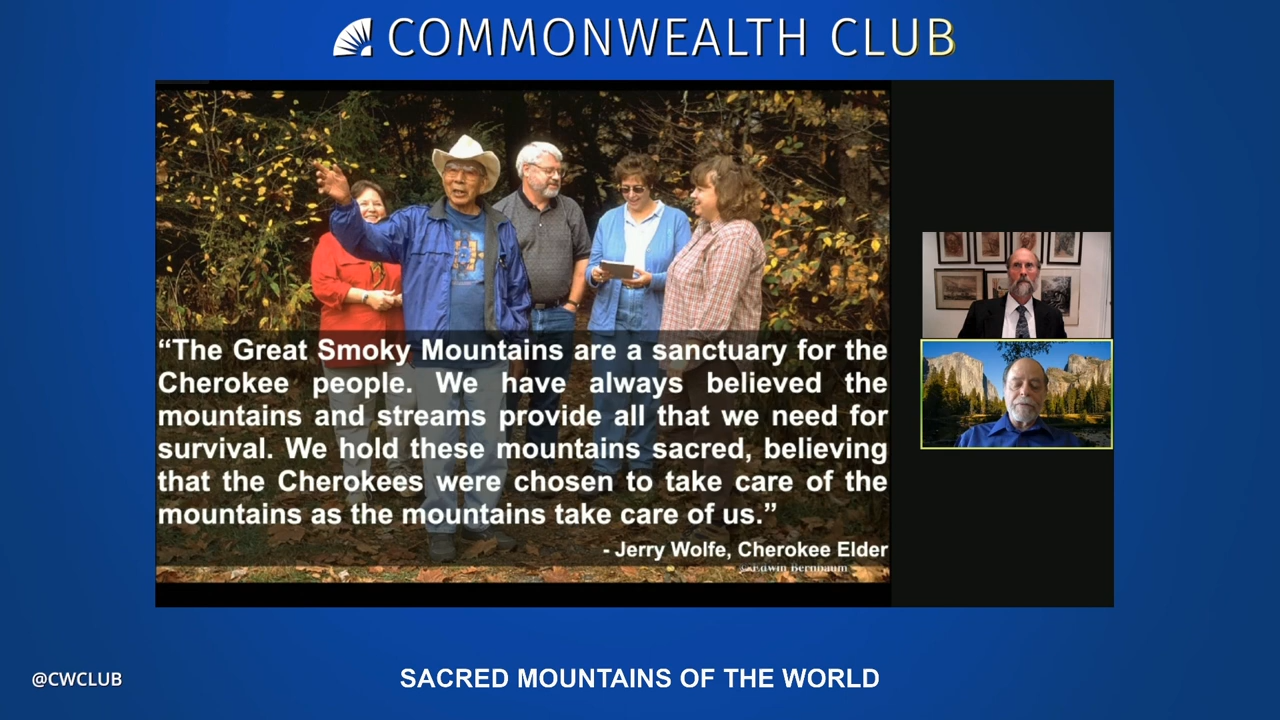 COMMONWEALTH CLUB
“The Great Smoky Mountains are a sanctuary for the
Cherokee people. We have always believed the
mountains and streams provide all that we need for
survival. We hold these mountains sacred, believing
that the Cherokees were chosen to take care of the
mountains as the mountains take care of us.”
- Jerry Wolfe, Cherokee Elder
©Edwin Bernbaum
@CWCLUB
SACRED MOUNTAINS OF THE WORLD